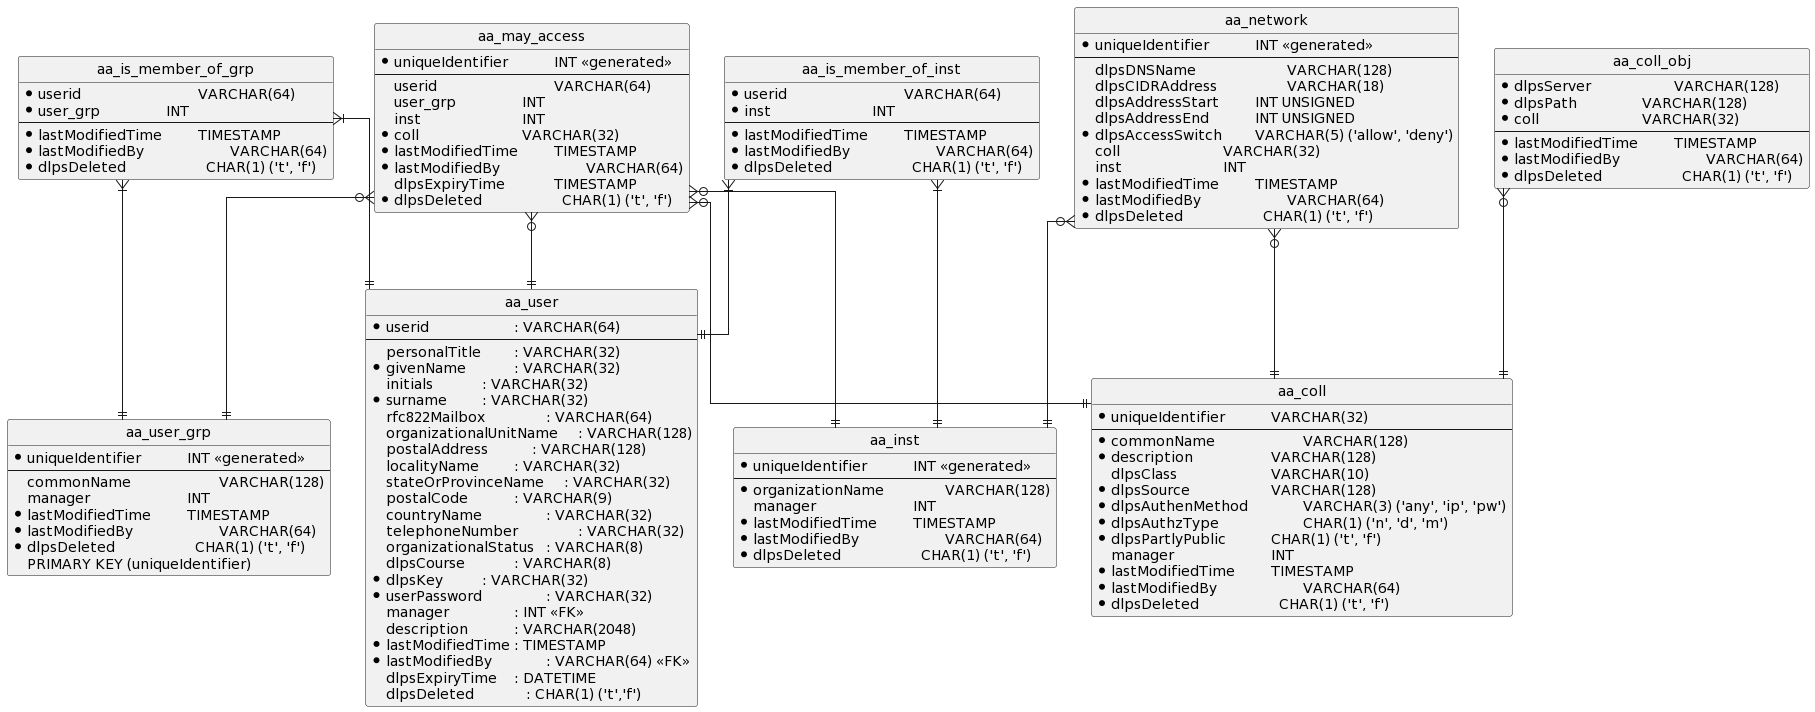 aa_is_member_of_grp
userid VARCHAR(64)
user_grp INT
lastModifiedTime TIMESTAMP
lastModifiedBy VARCHAR(64)
dlpsDeleted CHAR(1) ('t', 'f')
aa_may_access
uniqueIdentifier INT «generated»
userid VARCHAR(64)
user_grp INT
inst INT
coll VARCHAR(32)
lastModifiedTime TIMESTAMP
lastModifiedBy VARCHAR(64)
dlpsExpiryTime TIMESTAMP
dlpsDeleted CHAR(1) ('t', 'f')
aa_is_member_of_inst
userid VARCHAR(64)
inst INT
lastModifiedTime TIMESTAMP
lastModifiedBy VARCHAR(64)
dlpsDeleted CHAR(1) ('t', 'f')
aa_network
uniqueIdentifier INT «generated»
dlpsDNSName VARCHAR(128)
dlpsCIDRAddress VARCHAR(18)
dlpsAddressStart INT UNSIGNED
dlpsAddressEnd INT UNSIGNED
dlpsAccessSwitch VARCHAR(5) ('allow', 'deny')
coll VARCHAR(32)
inst INT
lastModifiedTime TIMESTAMP
lastModifiedBy VARCHAR(64)
dlpsDeleted CHAR(1) ('t', 'f')
aa_coll_obj
dlpsServer VARCHAR(128)
dlpsPath VARCHAR(128)
coll VARCHAR(32)
lastModifiedTime TIMESTAMP
lastModifiedBy VARCHAR(64)
dlpsDeleted CHAR(1) ('t', 'f')
aa_user_grp
uniqueIdentifier INT «generated»
commonName VARCHAR(128)
manager INT
lastModifiedTime TIMESTAMP
lastModifiedBy VARCHAR(64)
dlpsDeleted CHAR(1) ('t', 'f')
PRIMARY KEY (uniqueIdentifier)
aa_user
userid : VARCHAR(64)
personalTitle : VARCHAR(32)
givenName : VARCHAR(32)
initials : VARCHAR(32)
surname : VARCHAR(32)
rfc822Mailbox : VARCHAR(64)
organizationalUnitName : VARCHAR(128)
postalAddress : VARCHAR(128)
localityName : VARCHAR(32)
stateOrProvinceName : VARCHAR(32)
postalCode : VARCHAR(9)
countryName : VARCHAR(32)
telephoneNumber : VARCHAR(32)
organizationalStatus : VARCHAR(8)
dlpsCourse : VARCHAR(8)
dlpsKey : VARCHAR(32)
userPassword : VARCHAR(32)
manager : INT «FK»
description : VARCHAR(2048)
lastModifiedTime : TIMESTAMP
lastModifiedBy : VARCHAR(64) «FK»
dlpsExpiryTime : DATETIME
dlpsDeleted : CHAR(1) ('t','f')
aa_inst
uniqueIdentifier INT «generated»
organizationName VARCHAR(128)
manager INT
lastModifiedTime TIMESTAMP
lastModifiedBy VARCHAR(64)
dlpsDeleted CHAR(1) ('t', 'f')
aa_coll
uniqueIdentifier VARCHAR(32)
commonName VARCHAR(128)
description VARCHAR(128)
dlpsClass VARCHAR(10)
dlpsSource VARCHAR(128)
dlpsAuthenMethod VARCHAR(3) ('any', 'ip', 'pw')
dlpsAuthzType CHAR(1) ('n', 'd', 'm')
dlpsPartlyPublic CHAR(1) ('t', 'f')
manager INT
lastModifiedTime TIMESTAMP
lastModifiedBy VARCHAR(64)
dlpsDeleted CHAR(1) ('t', 'f')